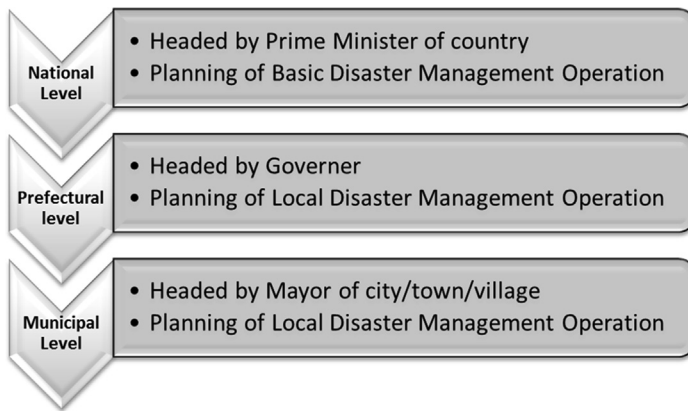 National
Level
• Headed by Prime Minister of country
• Planning of Basic Disaster Management Operation
Prefectural
level
• Headed by Governer
• Planning of Local Disaster Management Operation
Municipal
Level
• Headed by Mayor of city/town/village
• Planning of Local Disaster Management Operation